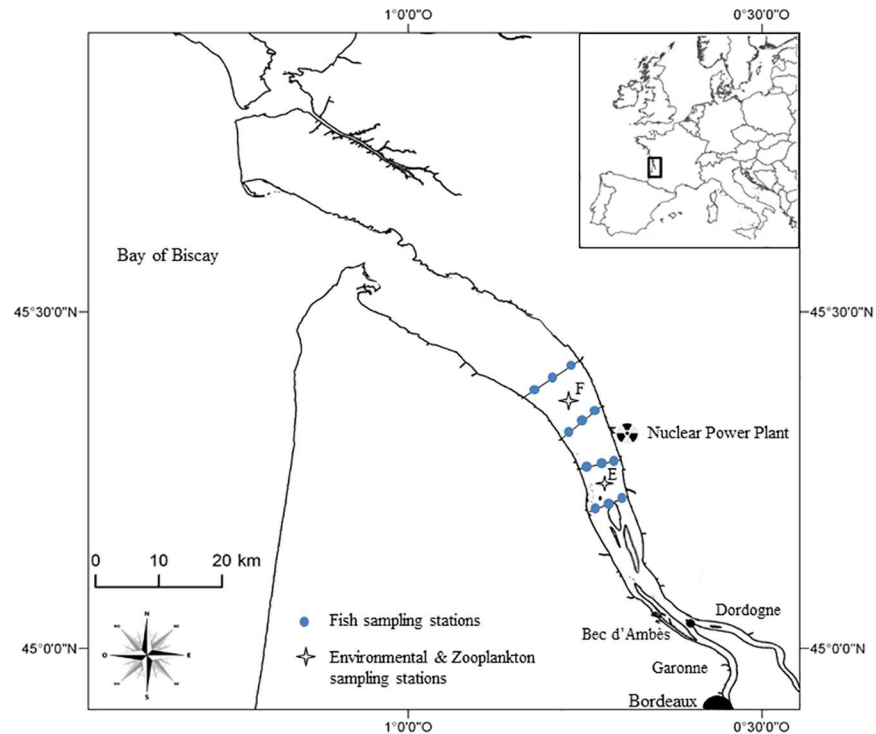 1°0'0"O
0°30'0"O
Bay of Biscay
45°30'0"N
45°30'0"N
F
Nuclear Power Plant
E
0 10 20 km
N
Dordogne
Fish sampling stations
Bec d'Ambès
45°0'0"N
45°0'0"N
O
E
Environmental & Zooplankton
sampling stations
Garonne
S
Bordeaux
1°0'0"O
0°30'0"O